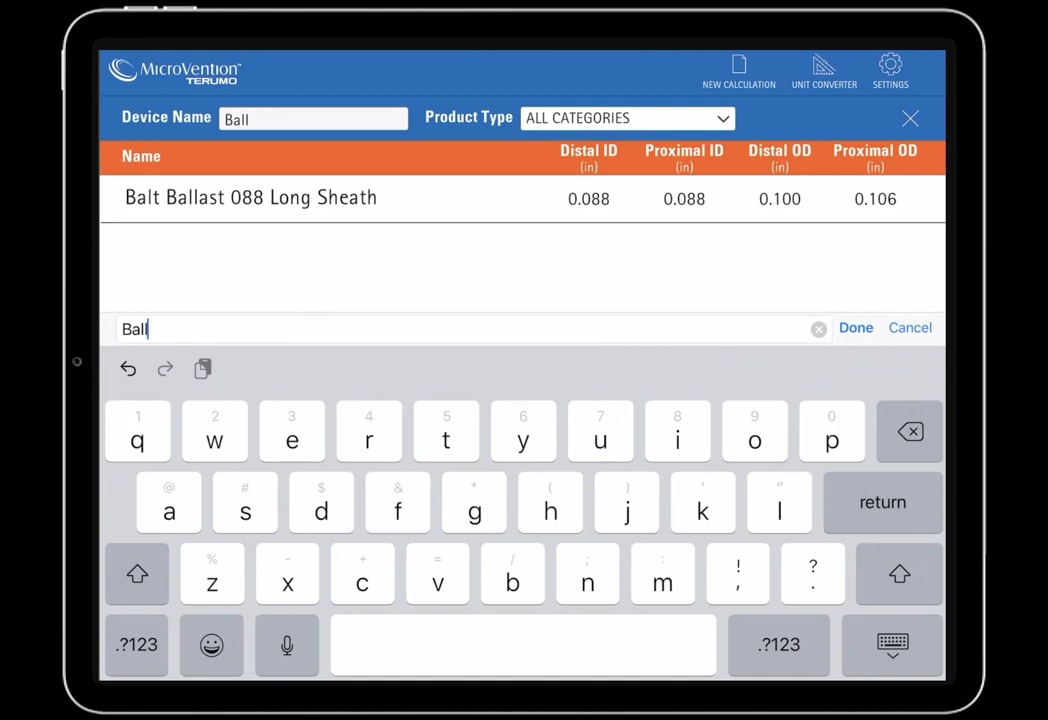 MicroVention™
TERUMO
NEW CALCULATION
UNIT CONVERTER
SETTINGS
Device Name Ball Product Type ALL CATEGORIES
Name Distal ID (in) Proximal ID (in) Distal OD (in) Proximal OD (in)
Balt Ballast 088 Long Sheath 0.088 0.088 0.100 0.106
Ball Done Cancel
1 2 3 4 5 6 7 8 9 0
q w e r t y u i o p
@ # $ & * ( ) ' "
a s d f g h j k l return
% - + = / ; : ! ?
z x c v b n m , .
.?123 .?123